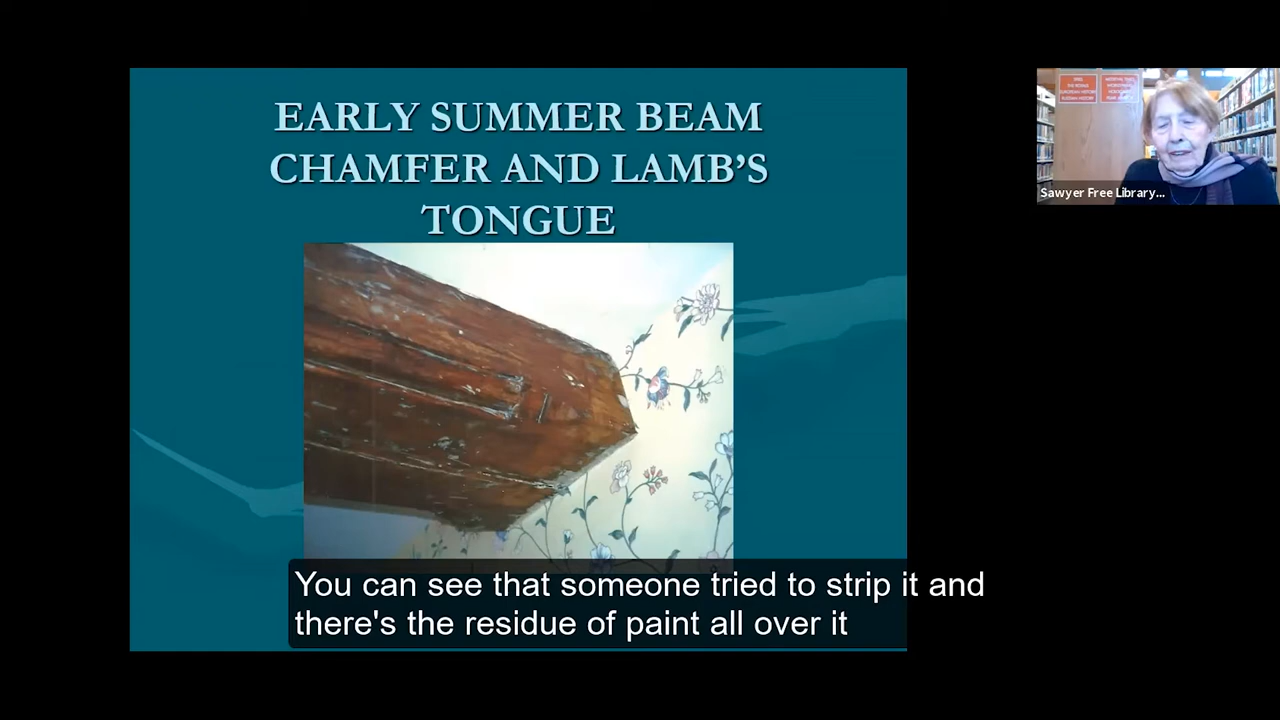 EARLY SUMMER BEAM
CHAMFER AND LAMB’S
TONGUE
Sawyer Free Library...
You can see that someone tried to strip it and
there's the residue of paint all over it